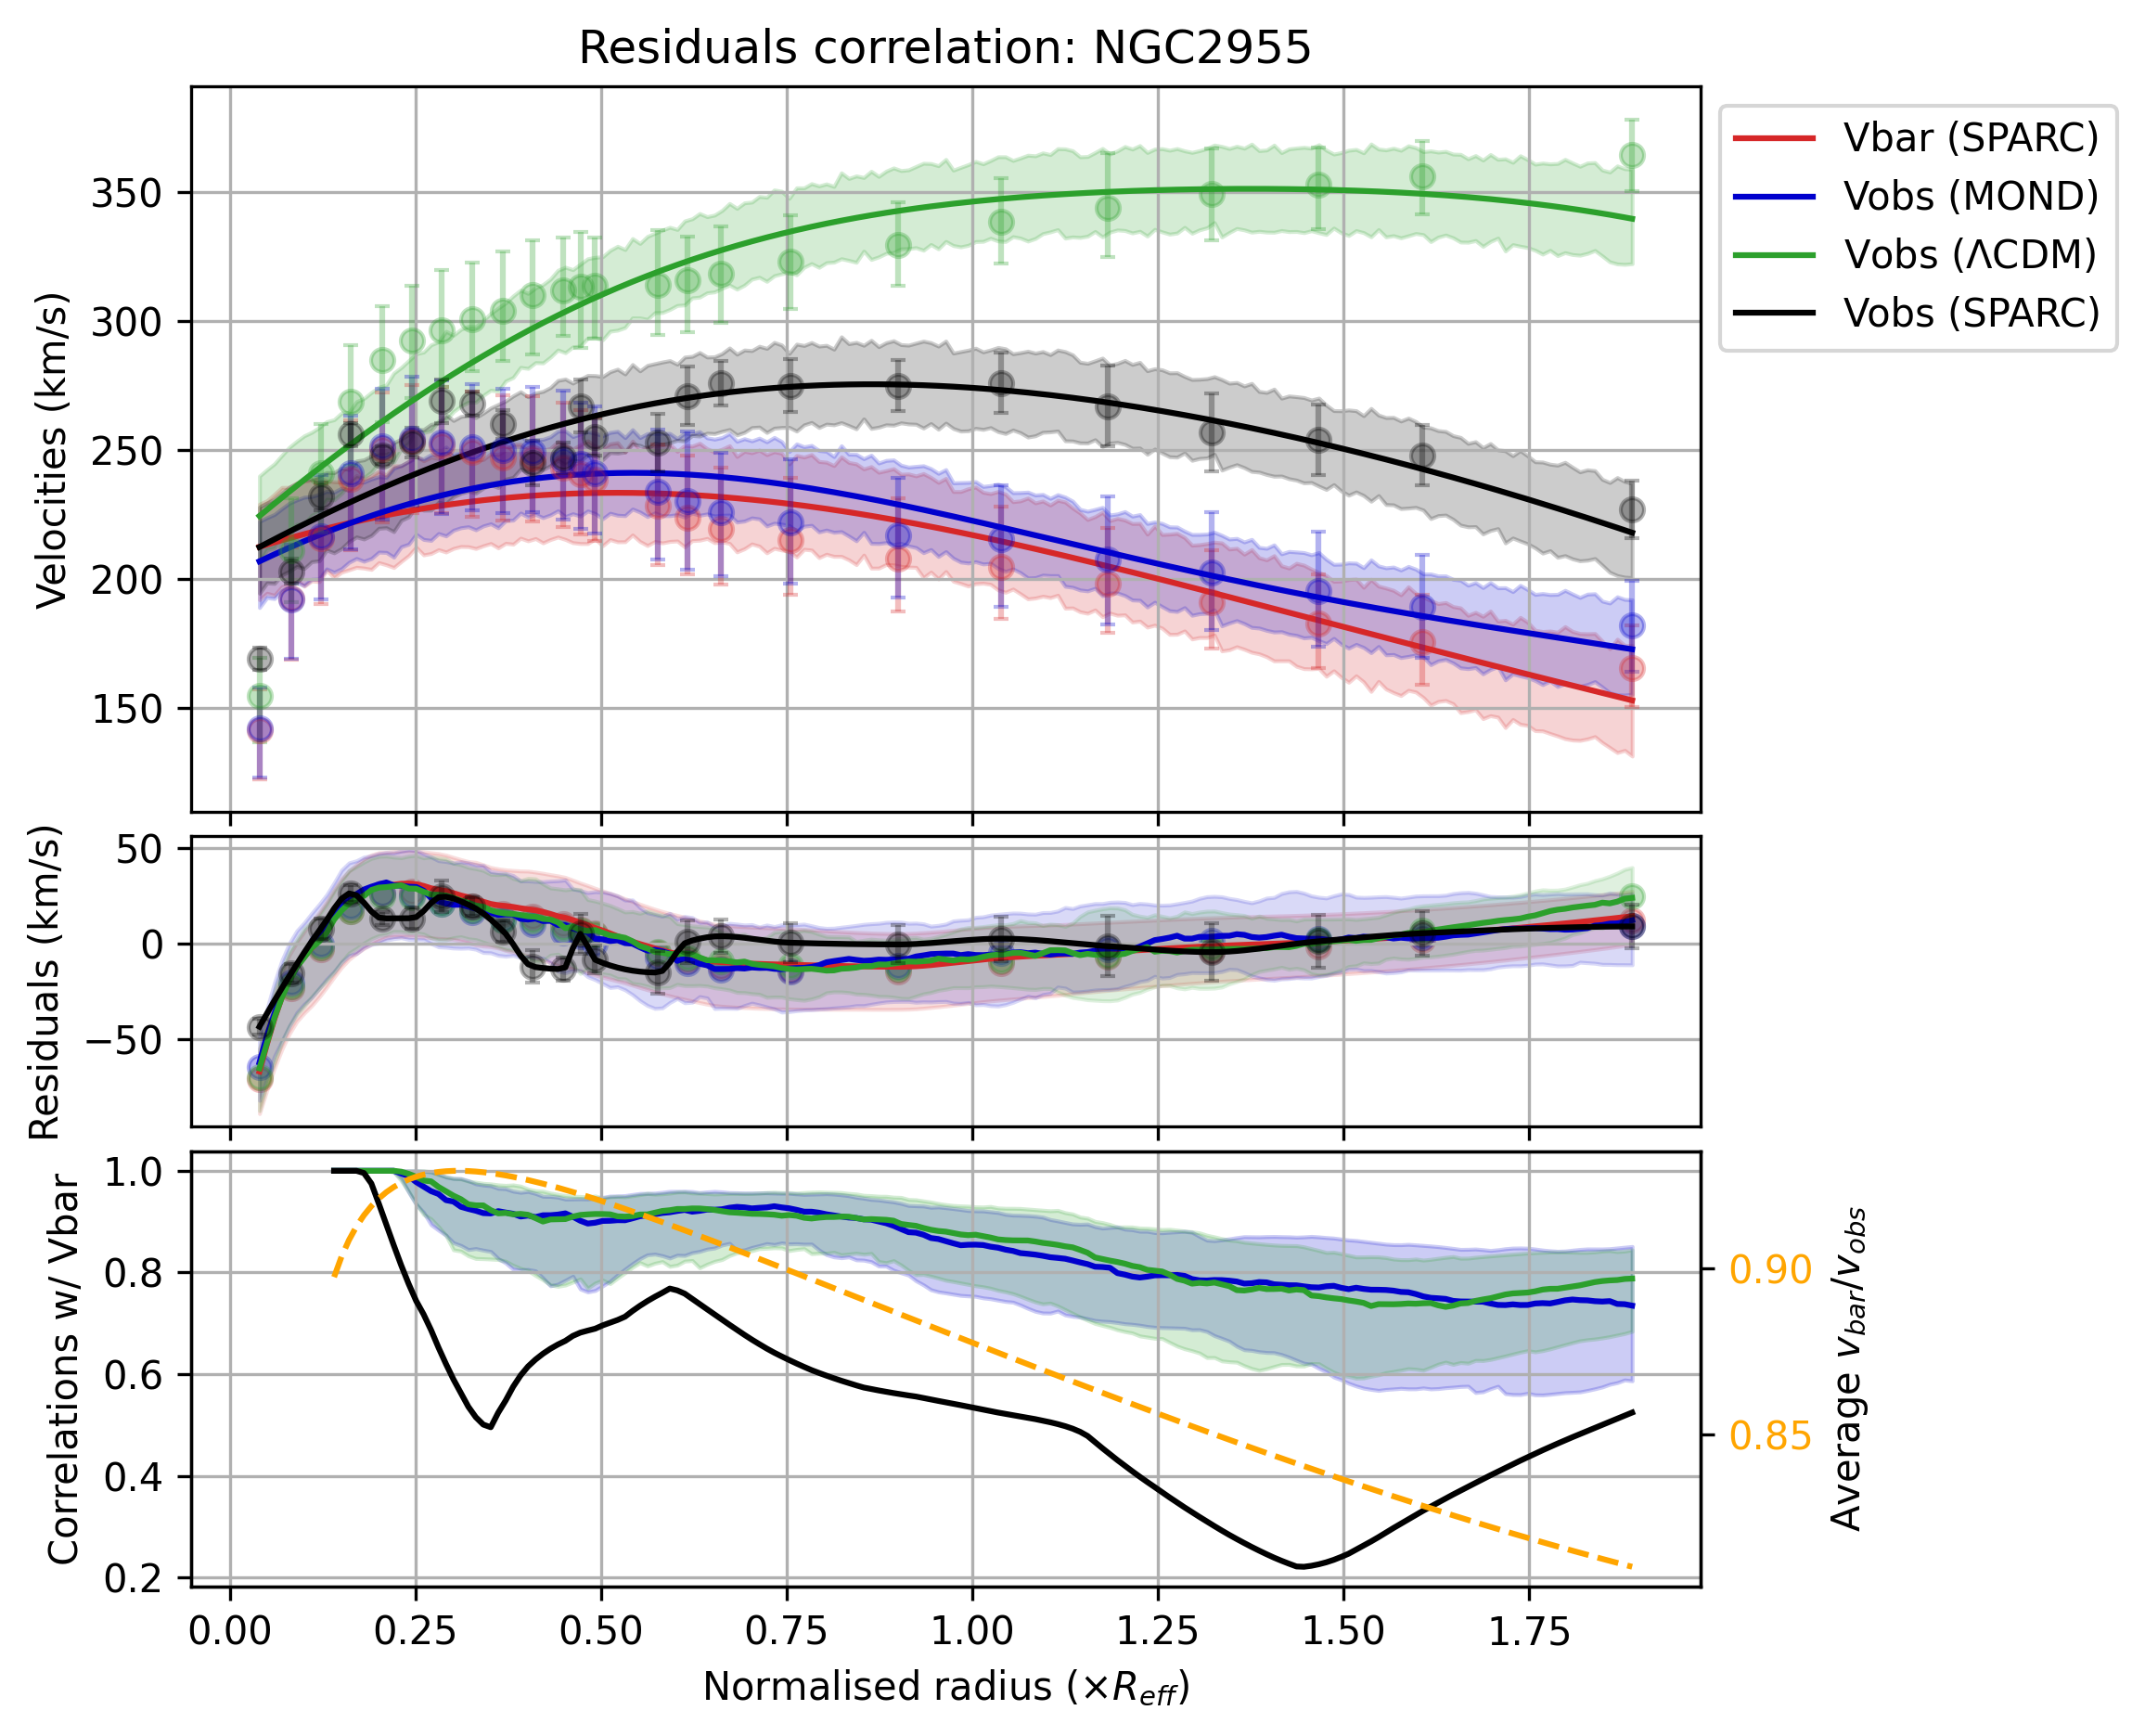 Residuals correlation: NGC2955
Velocities (km/s)
350
300
250
200
150
Vbar (SPARC)
Vobs (MOND)
Vobs (ΛCDM)
Vobs (SPARC)
Residuals (km/s)
50
0
−50
Correlations w/ Vbar
1.0
0.8
0.6
0.4
0.2
0.90
0.85
Average v_bar/v_obs
0.00 0.25 0.50 0.75 1.00 1.25 1.50 1.75
Normalised radius (×R_eff)